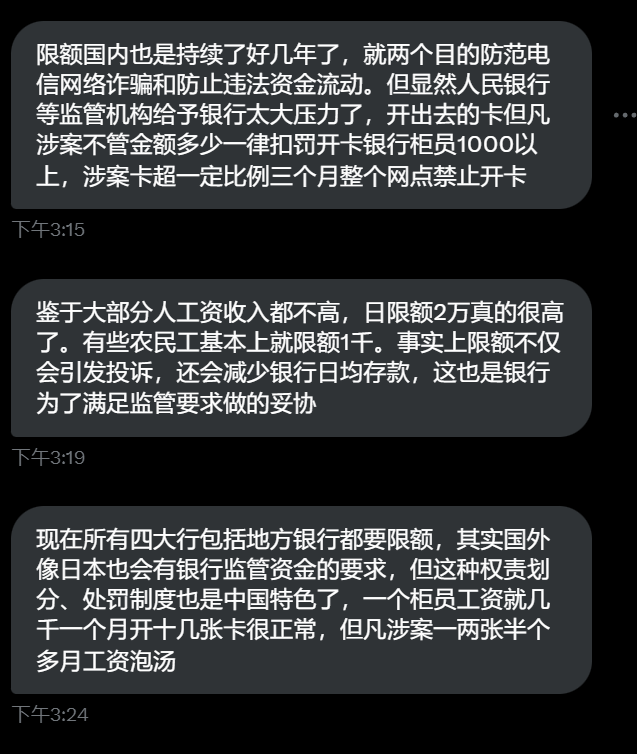 限额国内也是持续了好几年了，就两个目的防范电
信网络诈骗和防止违法资金流动。但显然人民银行
等监管机构给予银行太大压力了，开出去的卡但凡
涉案不管金额多少一律扣罚开卡银行柜员1000以
上，涉案卡超一定比例三个月整个网点禁止开卡
下午3:15
鉴于大部分人工资收入都不高，日限额2万真的很高
了。有些农民工基本上就限额1千。事实上限额不仅
会引发投诉，还会减少银行日均存款，这也是银行
为了满足监管要求做的妥协
下午3:19
现在所有四大行包括地方银行都要限额，其实国外
像日本也会有银行监管资金的要求，但这种权责划
分、处罚制度也是中国特色了，一个柜员工资就几
千一个月开十几张卡很正常，但凡涉案一两张半个
多月工资泡汤
下午3:24